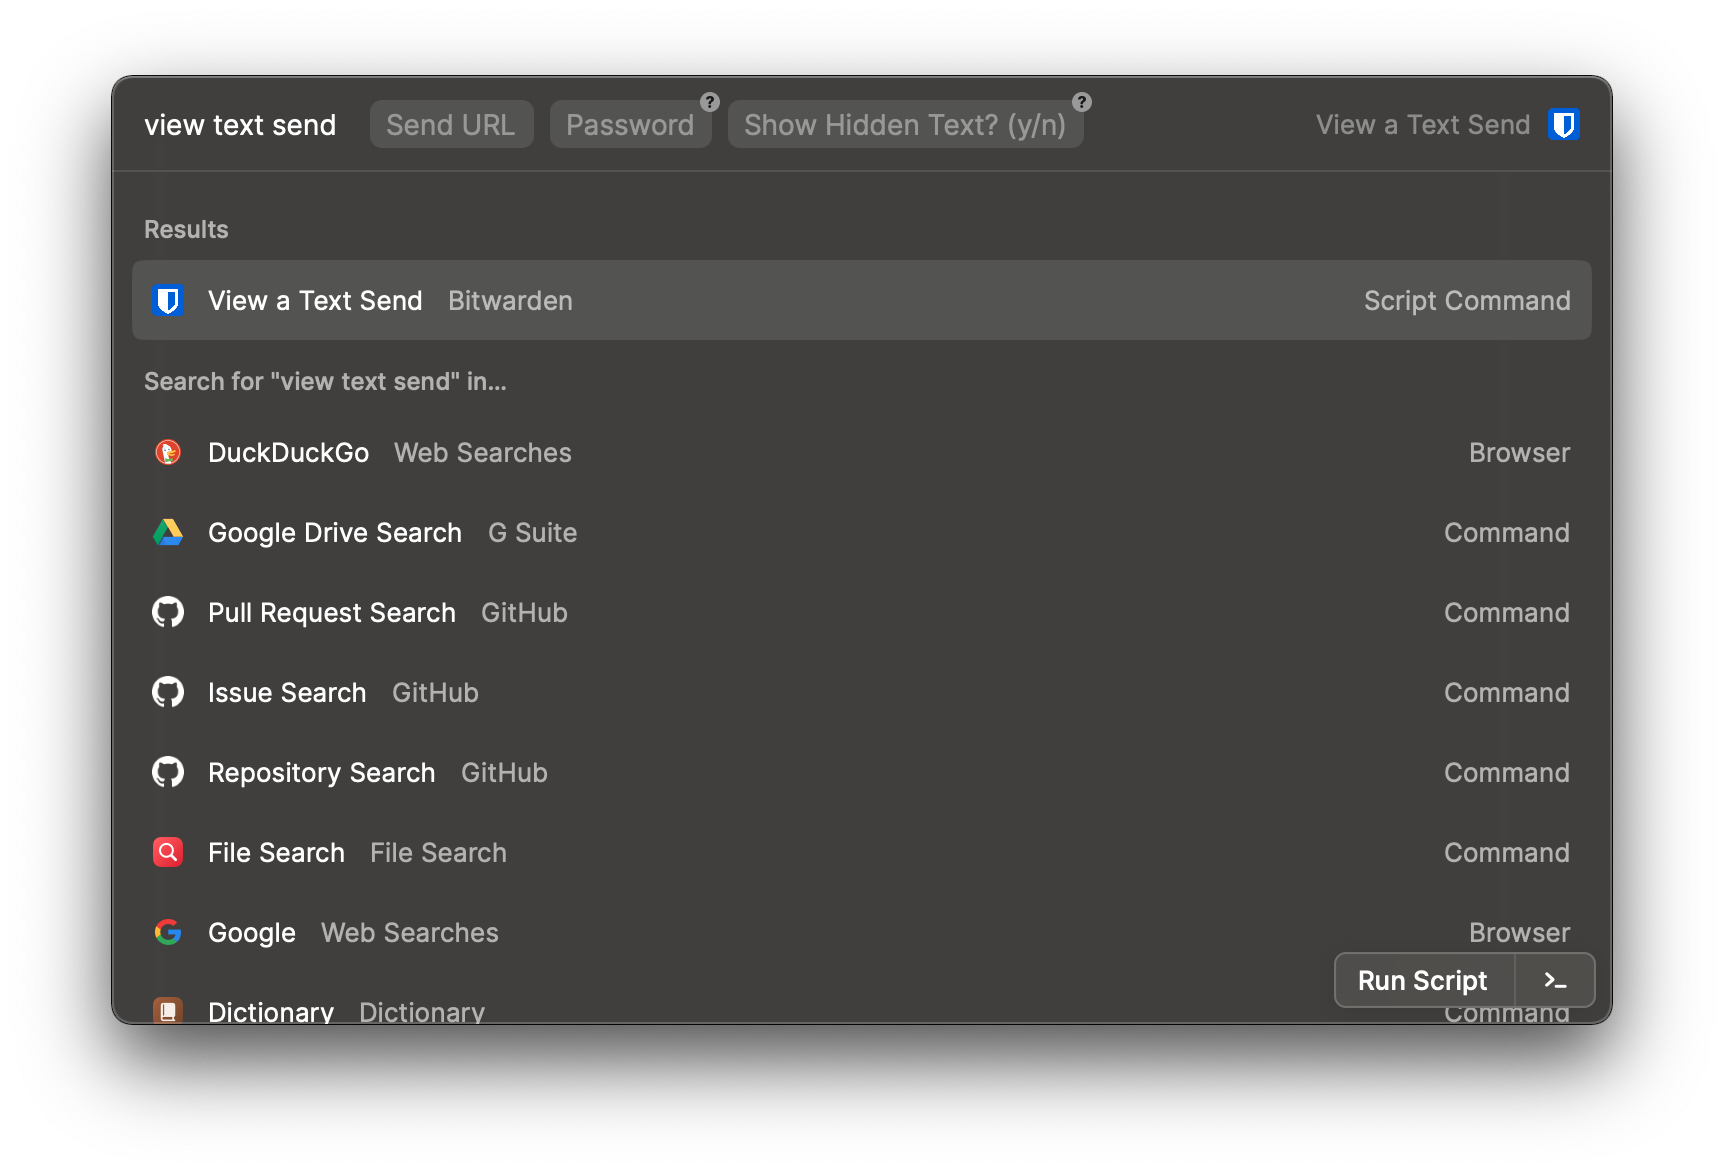 view text send Send URL Password ? Show Hidden Text? (y/n) ? View a Text Send
Results
View a Text Send Bitwarden Script Command
Search for "view text send" in...
DuckDuckGo Web Searches Browser
Google Drive Search G Suite Command
Pull Request Search GitHub Command
Issue Search GitHub Command
Repository Search GitHub Command
File Search File Search Command
Google Web Searches Browser
Run Script >_
Dictionary Dictionary Command